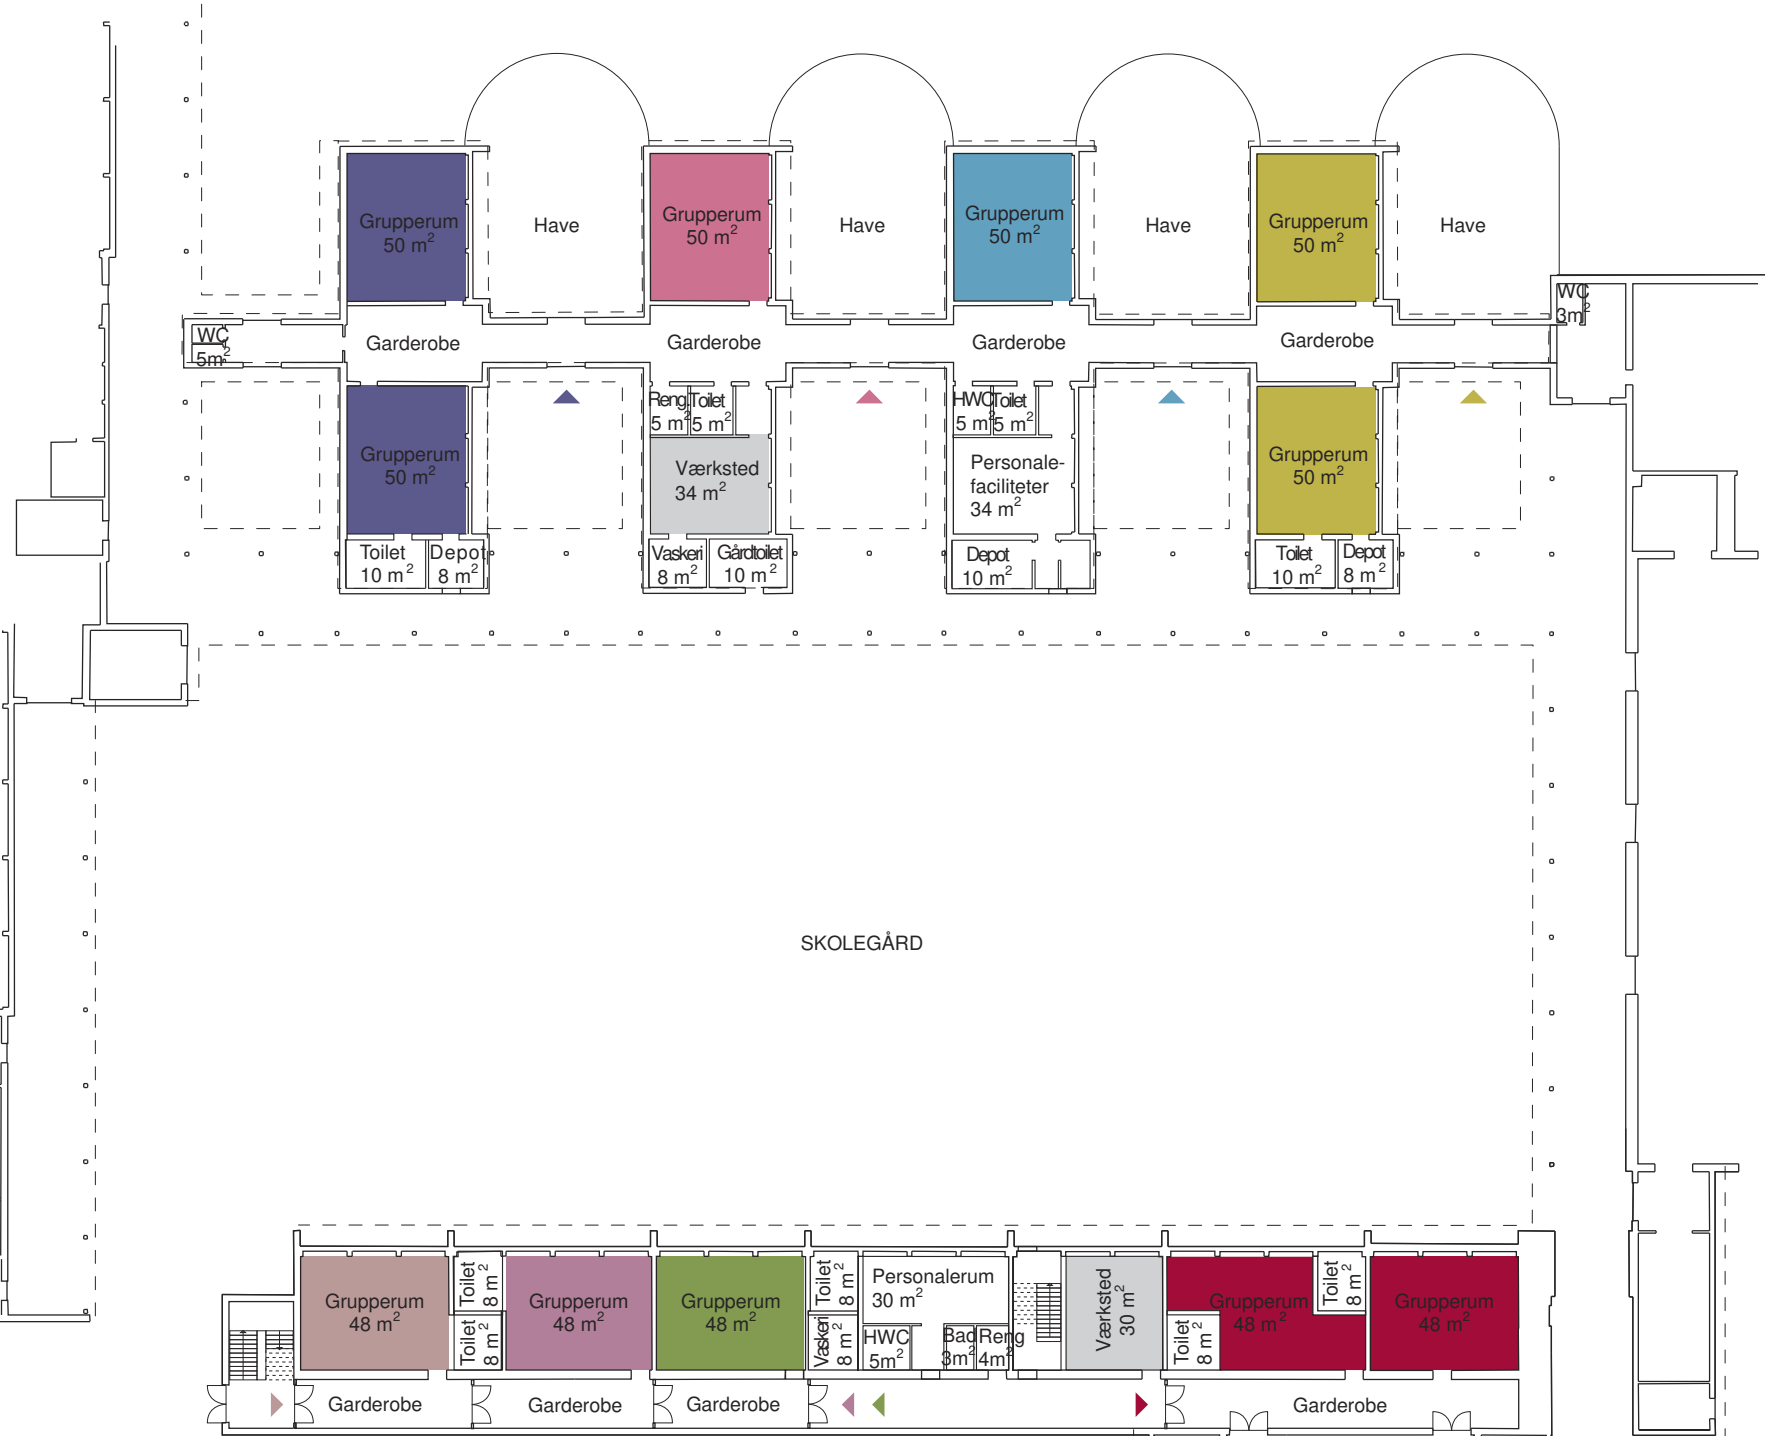 Grupperum
50 m²
Have
Grupperum
50 m²
Have
Grupperum
50 m²
Have
Grupperum
50 m²
Have
WC
3m²
WC
5m²
Garderobe
Garderobe
Garderobe
Garderobe
Grupperum
50 m²
Reng.
5 m²
Toilet
5 m²
Værksted
34 m²
HWC
5 m²
Toilet
5 m²
Personale-
faciliteter
34 m²
Grupperum
50 m²
Toilet
10 m²
Depot
8 m²
Vaskeri
8 m²
Gårdtoilet
10 m²
Depot
10 m²
Toilet
10 m²
Depot
8 m²
SKOLEGÅRD
Grupperum
48 m²
Toilet
8 m²
Toilet
8 m²
Grupperum
48 m²
Grupperum
48 m²
Toilet
8 m²
Vaskeri
8 m²
Personalerum
30 m²
HWC
5m²
Bad
3m²
Reng
4m²
Værksted
30 m²
Toilet
8 m²
Grupperum
48 m²
Toilet
8 m²
Grupperum
48 m²
Garderobe
Garderobe
Garderobe
Garderobe